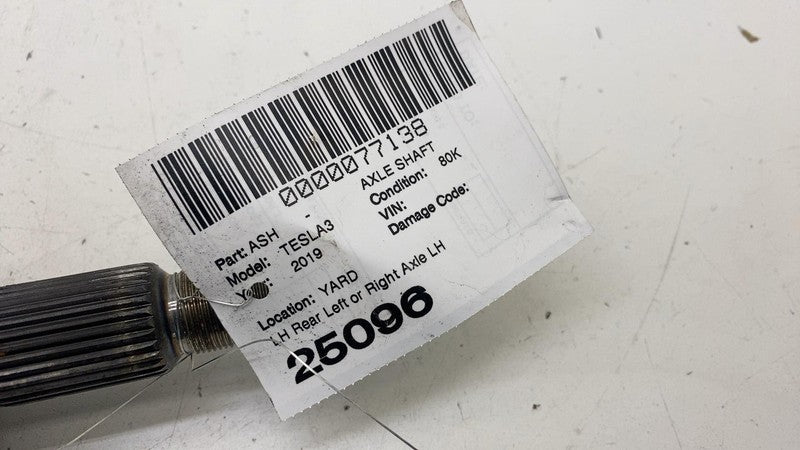 0000077138
Part: ASH - AXLE SHAFT
Model: TESLA3 Condition: 80K
2019 VIN:
Damage Code:
Location: YARD
LH Rear Left or Right Axle LH
25096